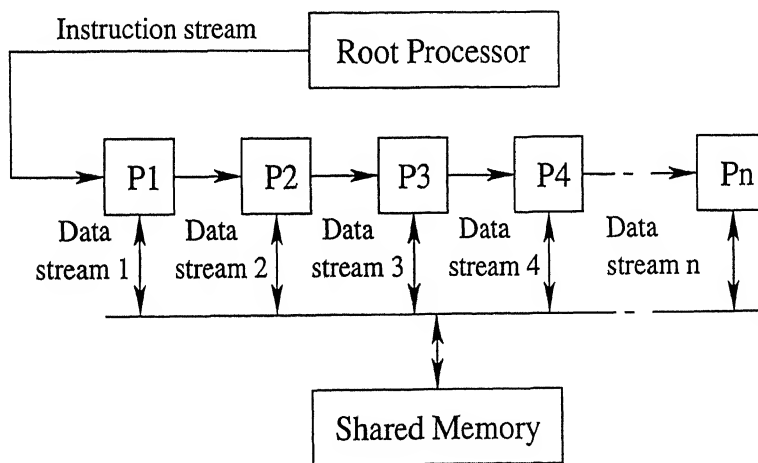 Instruction stream
Root Processor
P1
P2
P3
P4
Pn
Data
stream 1
Data
stream 2
Data
stream 3
Data
stream 4
Data
stream n
Shared Memory